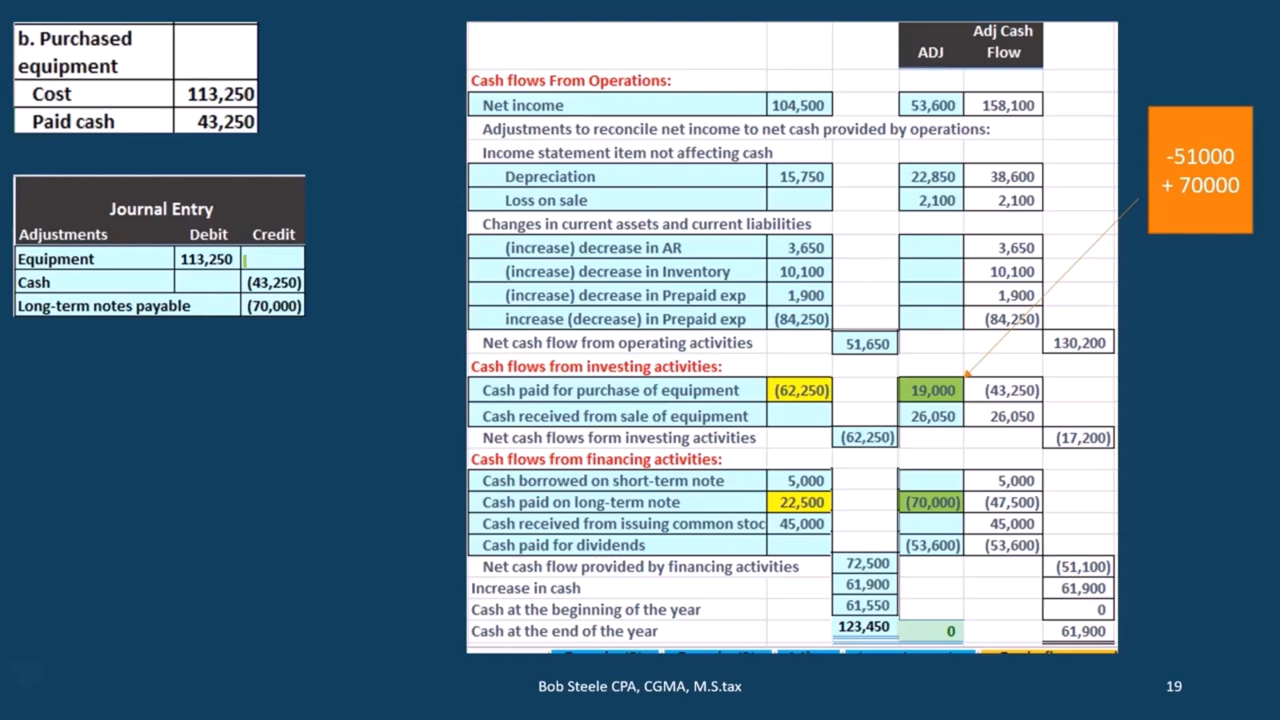 b. Purchased
equipment
Cost 113,250
Paid cash 43,250
Journal Entry
Adjustments Debit Credit
Equipment 113,250
Cash (43,250)
Long-term notes payable (70,000)
Adj Cash
ADJ Flow
Cash flows From Operations:
Net income 104,500 53,600 158,100
Adjustments to reconcile net income to net cash provided by operations:
Income statement item not affecting cash
Depreciation 15,750 22,850 38,600
Loss on sale 2,100 2,100
Changes in current assets and current liabilities
(increase) decrease in AR 3,650 3,650
(increase) decrease in Inventory 10,100 10,100
(increase) decrease in Prepaid exp 1,900 1,900
increase (decrease) in Prepaid exp (84,250) (84,250)
Net cash flow from operating activities 51,650 130,200
Cash flows from investing activities:
Cash paid for purchase of equipment (62,250) 19,000 (43,250)
Cash received from sale of equipment 26,050 26,050
Net cash flows form investing activities (62,250) (17,200)
Cash flows from financing activities:
Cash borrowed on short-term note 5,000 5,000
Cash paid on long-term note 22,500 (70,000) (47,500)
Cash received from issuing common stoc 45,000 45,000
Cash paid for dividends (53,600) (53,600)
Net cash flow provided by financing activities 72,500 (51,100)
Increase in cash 61,900 61,900
Cash at the beginning of the year 61,550 0
Cash at the end of the year 123,450 0 61,900
-51000
+ 70000
Bob Steele CPA, CGMA, M.S.tax
19